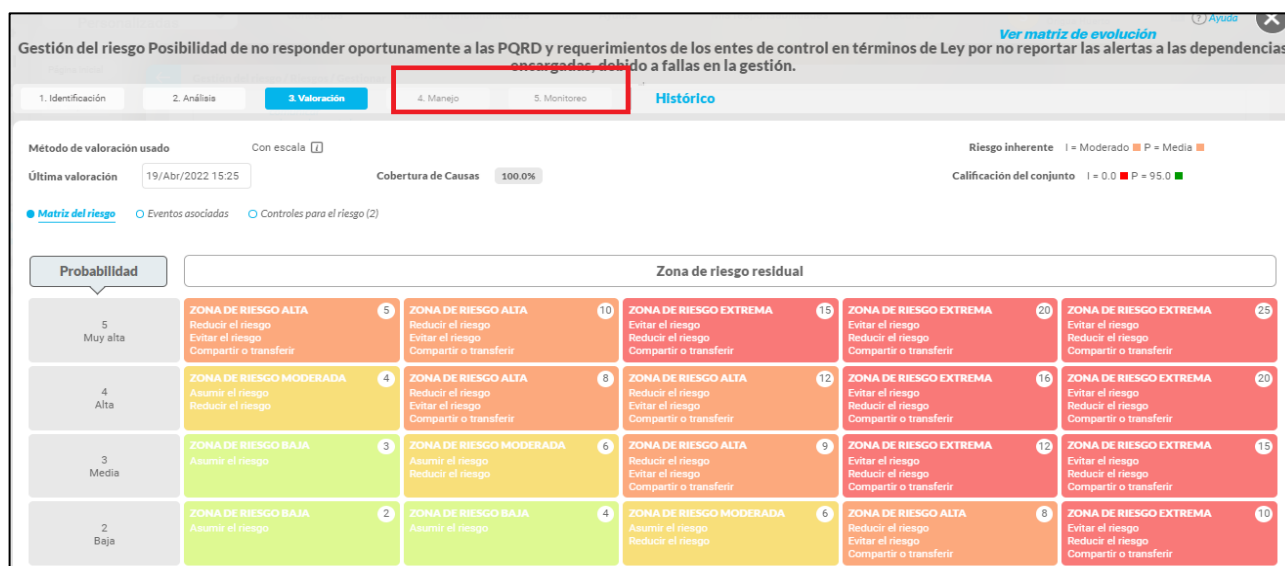 (?) Ayuda
Ver matriz de evolución
Gestión del riesgo Posibilidad de no responder oportunamente a las PQRD y requerimientos de los entes de control en términos de Ley por no reportar las alertas a las dependencias
encargadas, debido a fallas en la gestión.
1. Identificación 2. Análisis 3. Valoración 4. Manejo 5. Monitoreo Histórico
Método de valoración usado Con escala i Riesgo inherente I = Moderado P = Media
Última valoración 19/Abr/2022 15:25 Cobertura de Causas 100.0% Calificación del conjunto I = 0.0 P = 95.0
Matriz del riesgo Eventos asociadas Controles para el riesgo (2)
Probabilidad Zona de riesgo residual
5
Muy alta
ZONA DE RIESGO ALTA 5
Reducir el riesgo
Evitar el riesgo
Compartir o transferir
ZONA DE RIESGO ALTA 10
Reducir el riesgo
Evitar el riesgo
Compartir o transferir
ZONA DE RIESGO EXTREMA 15
Evitar el riesgo
Reducir el riesgo
Compartir o transferir
ZONA DE RIESGO EXTREMA 20
Evitar el riesgo
Reducir el riesgo
Compartir o transferir
ZONA DE RIESGO EXTREMA 25
Evitar el riesgo
Reducir el riesgo
Compartir o transferir
4
Alta
ZONA DE RIESGO MODERADA 4
Asumir el riesgo
Reducir el riesgo
ZONA DE RIESGO ALTA 8
Reducir el riesgo
Evitar el riesgo
Compartir o transferir
ZONA DE RIESGO ALTA 12
Reducir el riesgo
Evitar el riesgo
Compartir o transferir
ZONA DE RIESGO EXTREMA 16
Evitar el riesgo
Reducir el riesgo
Compartir o transferir
ZONA DE RIESGO EXTREMA 20
Evitar el riesgo
Reducir el riesgo
Compartir o transferir
3
Media
ZONA DE RIESGO BAJA 3
Asumir el riesgo
ZONA DE RIESGO MODERADA 6
Asumir el riesgo
Reducir el riesgo
ZONA DE RIESGO ALTA 9
Reducir el riesgo
Evitar el riesgo
Compartir o transferir
ZONA DE RIESGO EXTREMA 12
Evitar el riesgo
Reducir el riesgo
Compartir o transferir
ZONA DE RIESGO EXTREMA 15
Evitar el riesgo
Reducir el riesgo
Compartir o transferir
2
Baja
ZONA DE RIESGO BAJA 2
Asumir el riesgo
ZONA DE RIESGO BAJA 4
Asumir el riesgo
ZONA DE RIESGO MODERADA 6
Asumir el riesgo
Reducir el riesgo
ZONA DE RIESGO ALTA 8
Reducir el riesgo
Evitar el riesgo
Compartir o transferir
ZONA DE RIESGO EXTREMA 10
Evitar el riesgo
Reducir el riesgo
Compartir o transferir